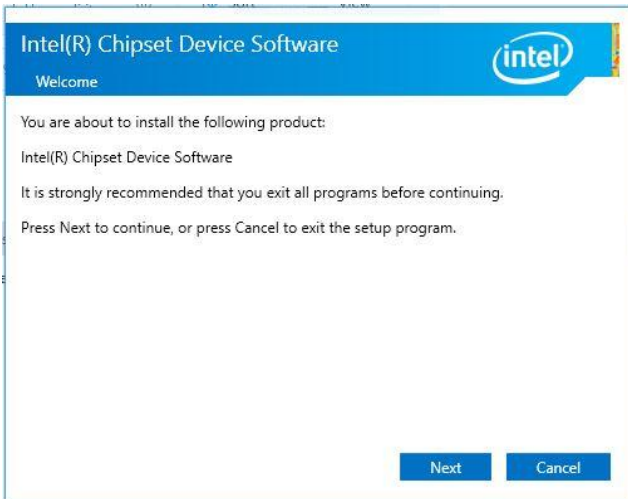 Intel(R) Chipset Device Software
intel
Welcome
You are about to install the following product:
Intel(R) Chipset Device Software
It is strongly recommended that you exit all programs before continuing.
Press Next to continue, or press Cancel to exit the setup program.
Next
Cancel